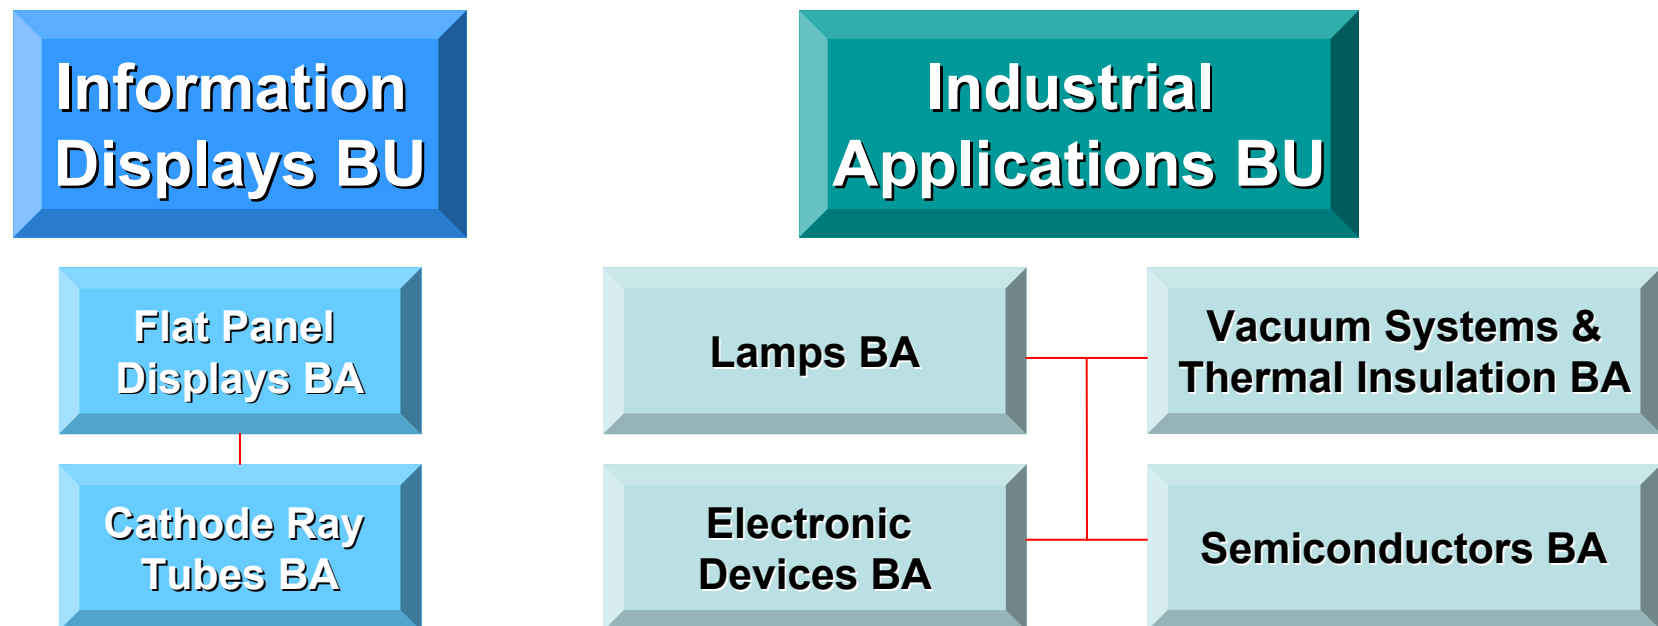 Information
Displays BU
Industrial
Applications BU
Flat Panel
Displays BA
Lamps BA
Vacuum Systems &
Thermal Insulation BA
Cathode Ray
Tubes BA
Electronic
Devices BA
Semiconductors BA